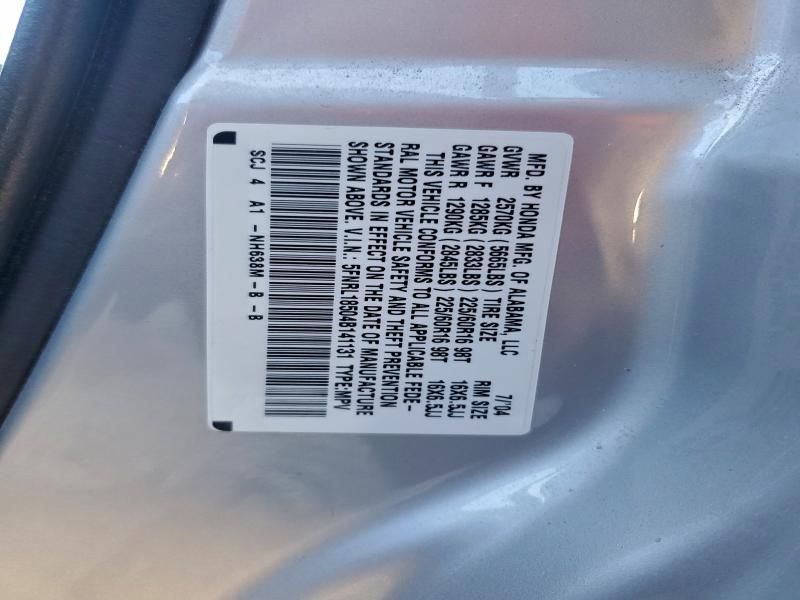 MFD. BY HONDA MFG. OF ALABAMA, LLC 7/'04
GVWR 2570KG (5665LBS) TIRE SIZE RIM SIZE
GAWR F 1285KG (2833LBS) 225/60R16 98T 16X6.5JJ
GAWR R 1290KG (2845LBS) 225/60R16 98T 16X6.5JJ
THIS VEHICLE CONFORMS TO ALL APPLICABLE FEDE-
RAL MOTOR VEHICLE SAFETY AND THEFT PREVENTION
STANDARDS IN EFFECT ON THE DATE OF MANUFACTURE
SHOWN ABOVE. V.I.N.: 5FNRL18504B141131 TYPE:MPV
SCJ 4 A1 -NH638M-B-B